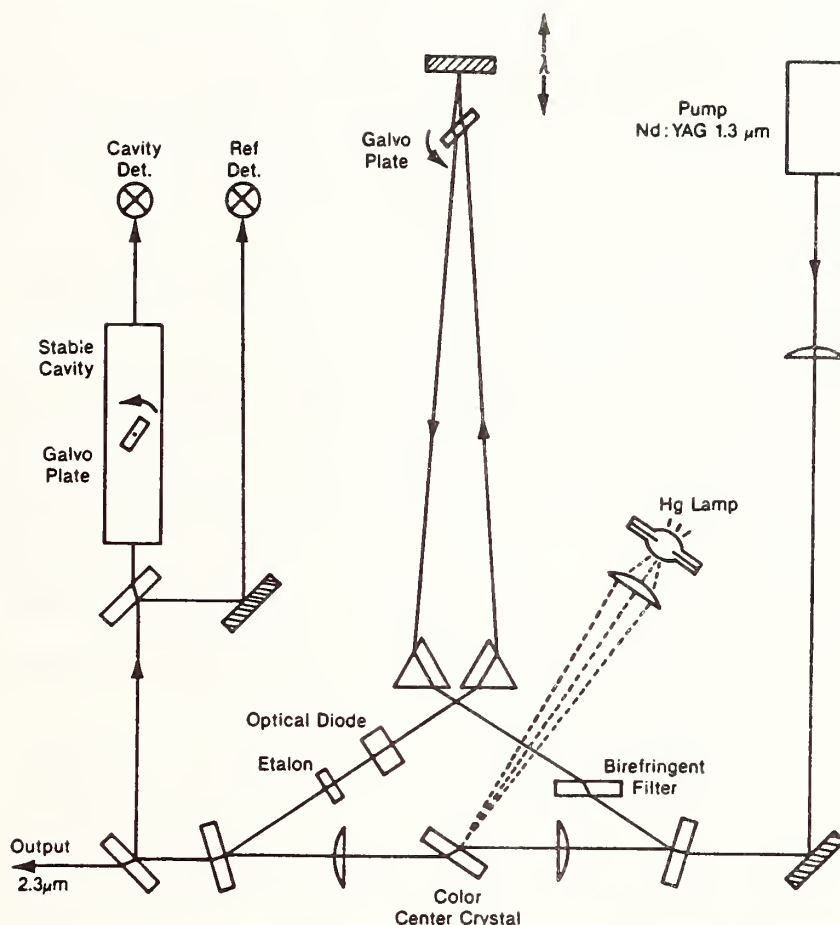 λ
Pump
Nd:YAG 1.3 μm
Galvo
Plate
Cavity
Det.
Ref
Det.
Stable
Cavity
Galvo
Plate
Hg Lamp
Optical Diode
Etalon
Birefringent
Filter
Output
2.3μm
Color
Center Crystal